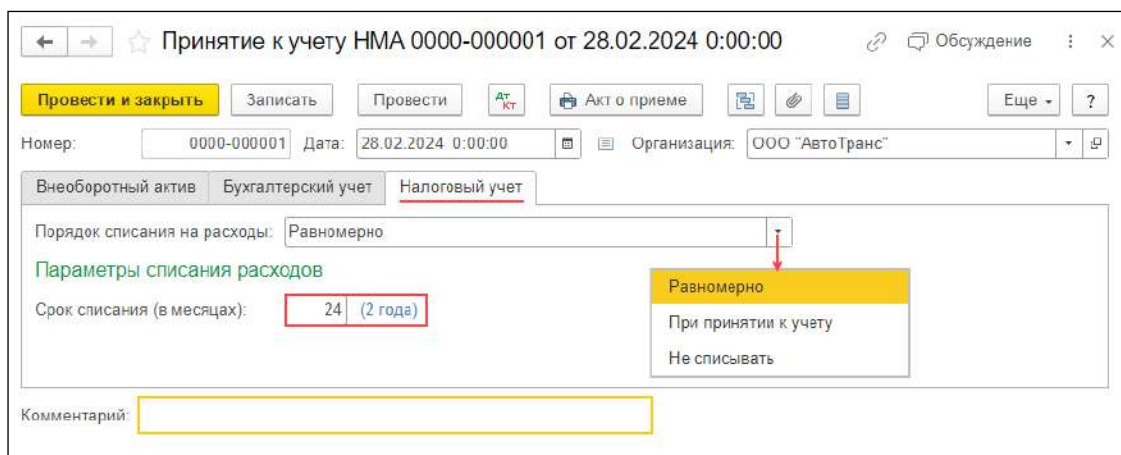 Принятие к учету НМА 0000-000001 от 28.02.2024 0:00:00 Обсуждение
Провести и закрыть Записать Провести Дт Кт Акт о приеме Еще ?
Номер: 0000-000001 Дата: 28.02.2024 0:00:00 Организация: ООО "АвтоТранс"
Внеоборотный актив Бухгалтерский учет Налоговый учет
Порядок списания на расходы: Равномерно
Параметры списания расходов
Срок списания (в месяцах): 24 (2 года)
Равномерно
При принятии к учету
Не списывать
Комментарий: